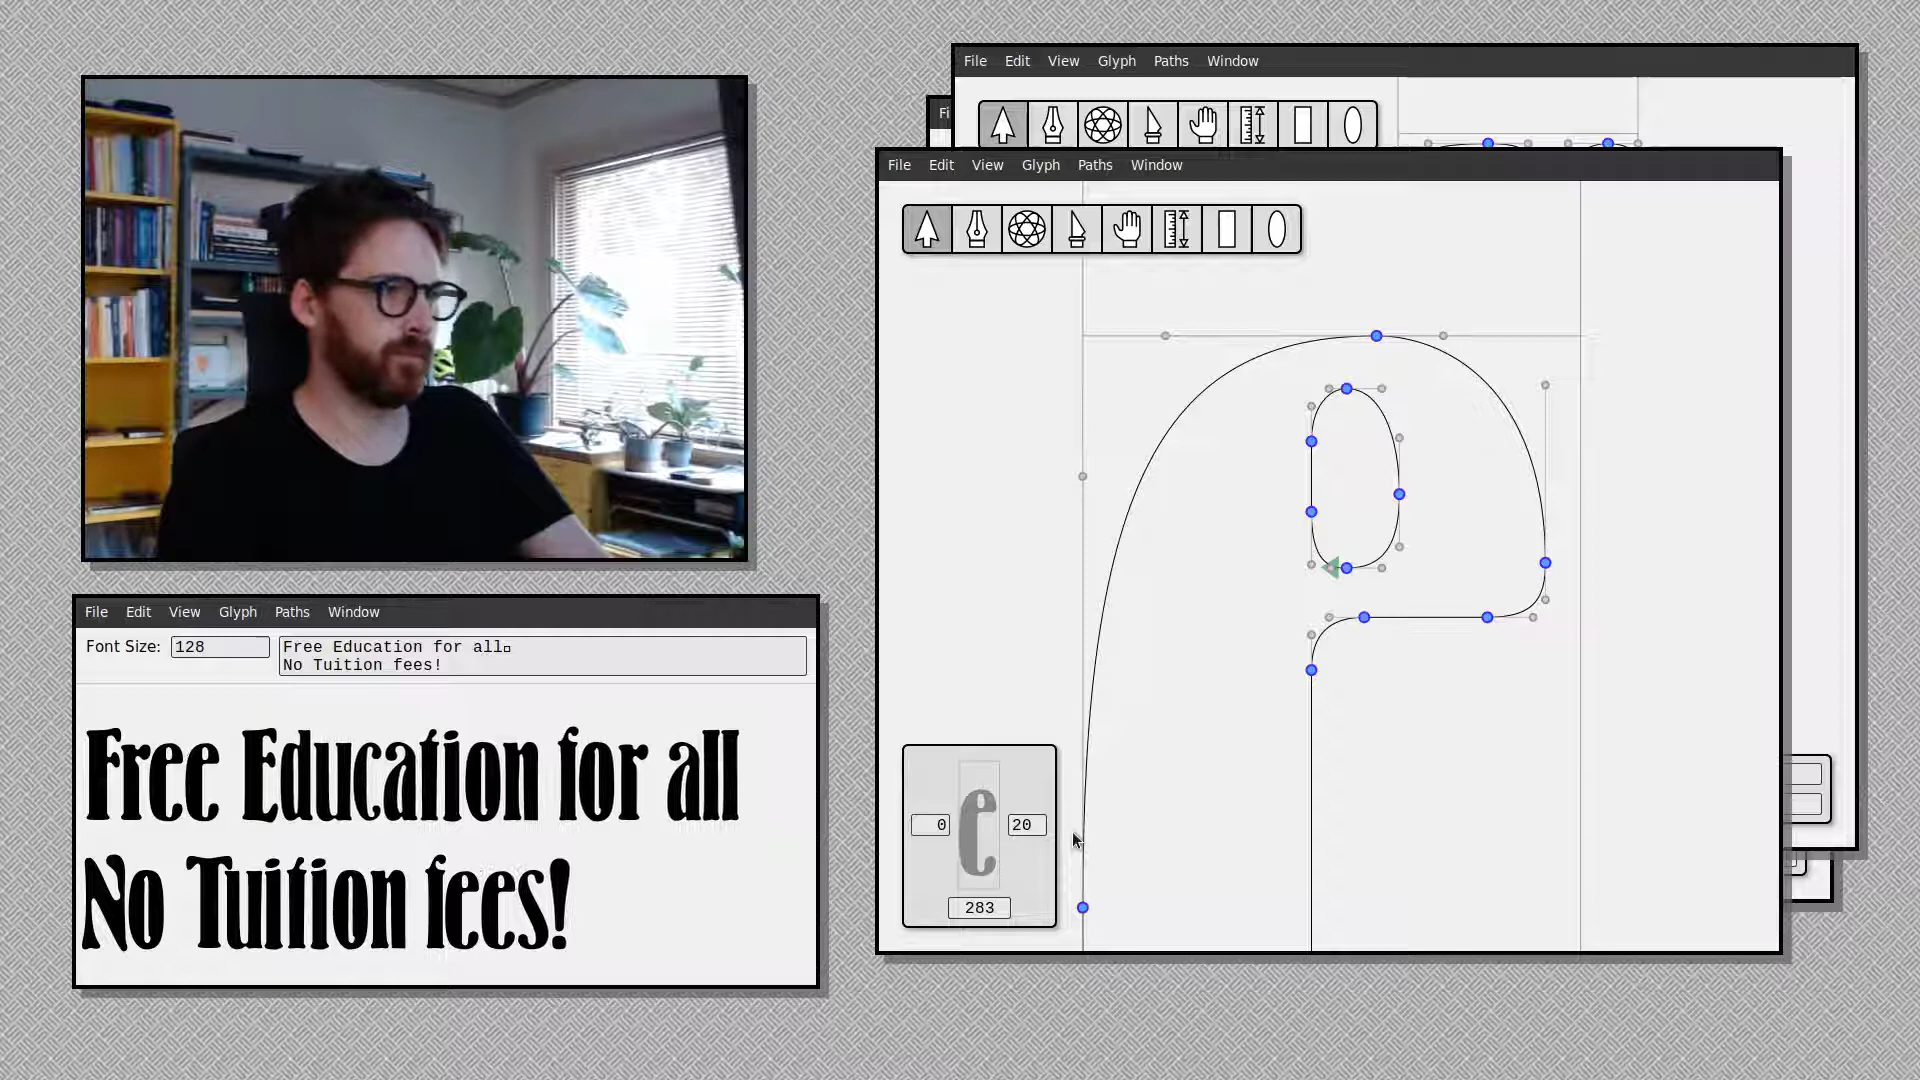 File Edit View Glyph Paths Window
Fi
File Edit View Glyph Paths Window
0
e
20
283
File Edit View Glyph Paths Window
Font Size: 128
Free Education for all
No Tuition fees!
Free Education for all
No Tuition fees!